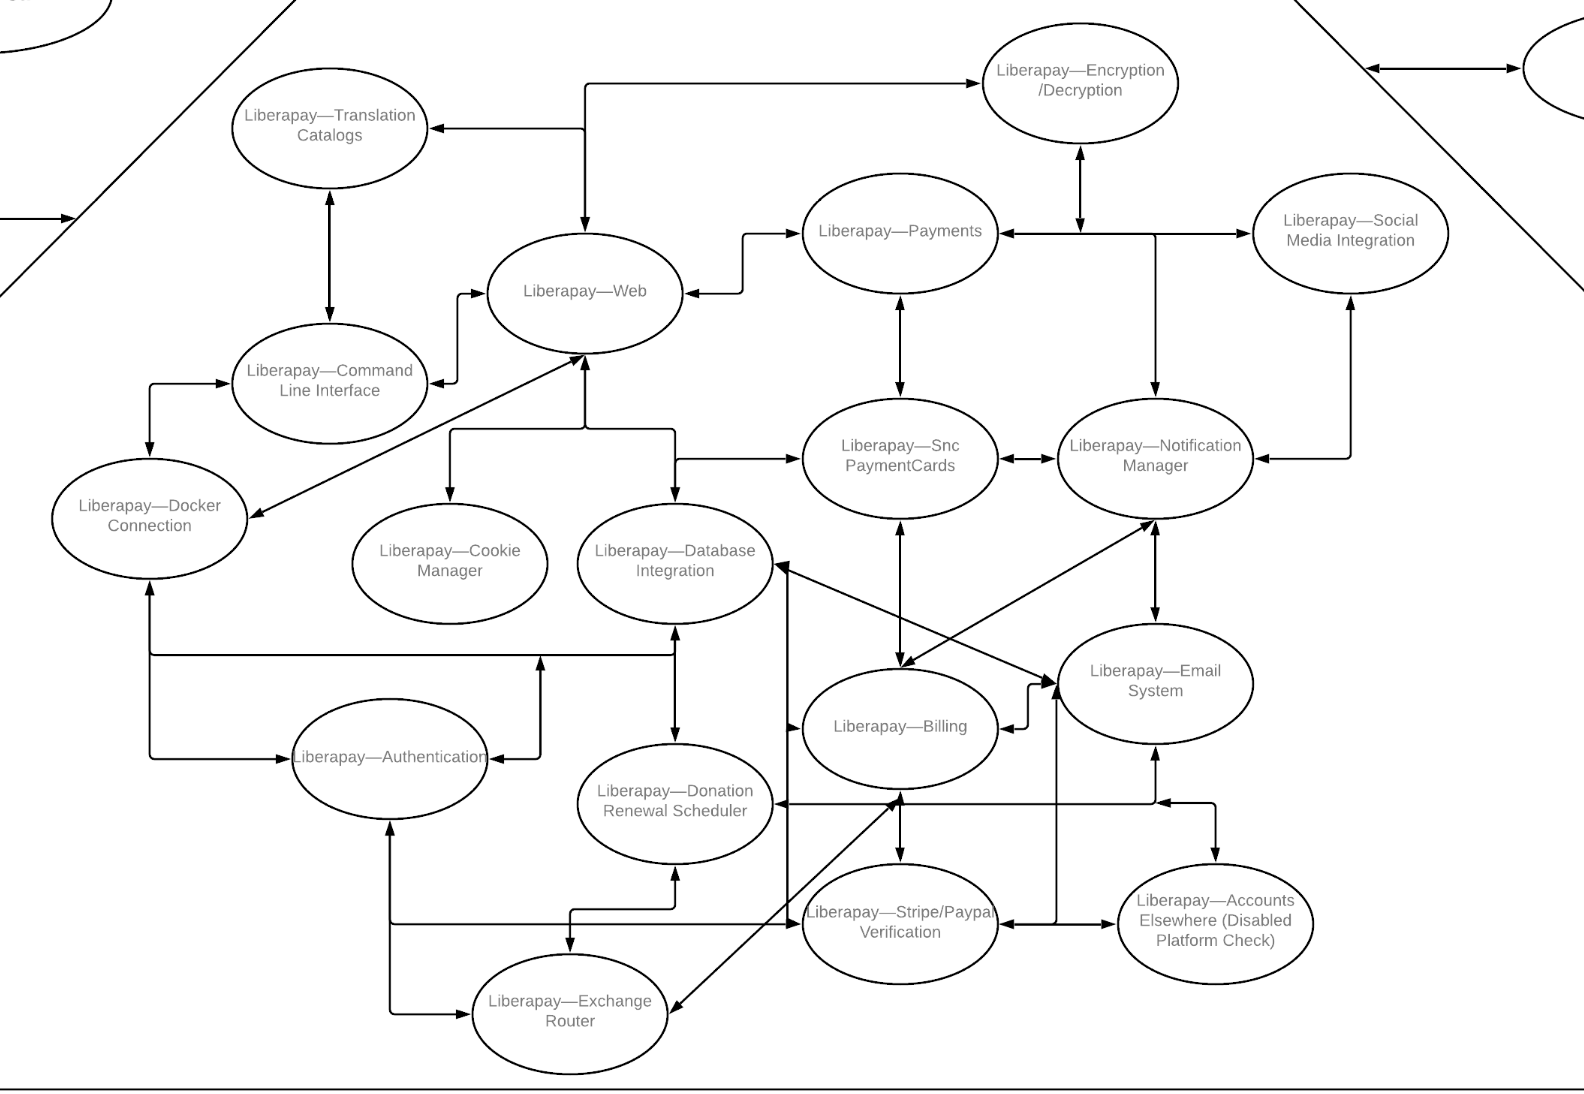 Liberapay—Encryption
/Decryption
Liberapay—Translation
Catalogs
Liberapay—Payments
Liberapay—Social
Media Integration
Liberapay—Web
Liberapay—Command
Line Interface
Liberapay—Snc
PaymentCards
Liberapay—Notification
Manager
Liberapay—Docker
Connection
Liberapay—Cookie
Manager
Liberapay—Database
Integration
Liberapay—Email
System
Liberapay—Billing
Liberapay—Authentication
Liberapay—Donation
Renewal Scheduler
Liberapay—Stripe/Paypal
Verification
Liberapay—Accounts
Elsewhere (Disabled
Platform Check)
Liberapay—Exchange
Router